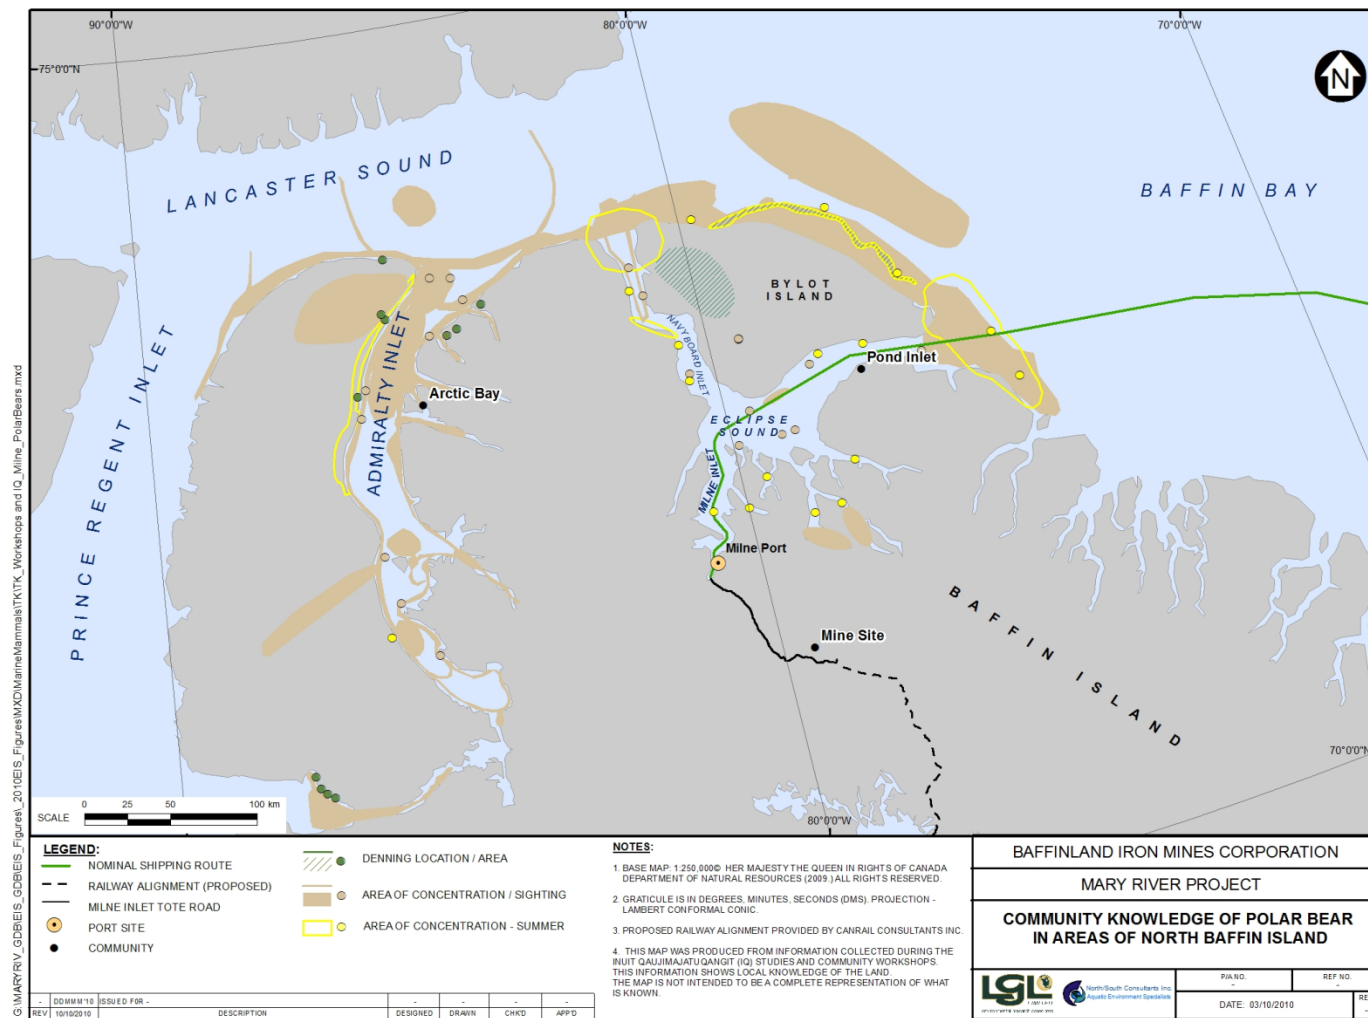 90°0'0"W
80°0'0"W
70°0'0"W
75°0'0"N
N
LANCASTER SOUND
BAFFIN BAY
BYLOT
ISLAND
NAVY BOARD INLET
PRINCE REGENT INLET
ADMIRALTY INLET
Arctic Bay
Pond Inlet
ECLIPSE
SOUND
MILNE INLET
Milne Port
Mine Site
BAFFIN ISLAND
70°0'0"N
80°0'0"W
SCALE
0 25 50 100 km
G:\MARYRIV_GDB\EIS_GDB\EIS_Figures\_2010EIS_Figures\MXD\MarineMammals\TK_Workshops and IQ_Milne_PolarBears.mxd
LEGEND:
NOMINAL SHIPPING ROUTE
RAILWAY ALIGNMENT (PROPOSED)
MILNE INLET TOTE ROAD
PORT SITE
COMMUNITY
DENNING LOCATION / AREA
AREA OF CONCENTRATION / SIGHTING
AREA OF CONCENTRATION - SUMMER
NOTES:
1. BASE MAP: 1:250,000© HER MAJESTY THE QUEEN IN RIGHTS OF CANADA
DEPARTMENT OF NATURAL RESOURCES (2009.) ALL RIGHTS RESERVED.
2. GRATICULE IS IN DEGREES, MINUTES, SECONDS (DMS). PROJECTION -
LAMBERT CONFORMAL CONIC.
3. PROPOSED RAILWAY ALIGNMENT PROVIDED BY CANRAIL CONSULTANTS INC.
4. THIS MAP WAS PRODUCED FROM INFORMATION COLLECTED DURING THE
INUIT QAUJIMAJATUQANGIT (IQ) STUDIES AND COMMUNITY WORKSHOPS.
THIS INFORMATION SHOWS LOCAL KNOWLEDGE OF THE LAND.
THE MAP IS NOT INTENDED TO BE A COMPLETE REPRESENTATION OF WHAT
IS KNOWN.
- DDMMM'10 ISSUED FOR - - - - -
REV 10/10/2010 DESCRIPTION DESIGNED DRAWN CHK'D APP'D
BAFFINLAND IRON MINES CORPORATION
MARY RIVER PROJECT
COMMUNITY KNOWLEDGE OF POLAR BEAR
IN AREAS OF NORTH BAFFIN ISLAND
LGL
LIMITED
North/South Consultants Inc.
Aquatic Environment Specialists
P/A NO.
-
REF NO.
-
DATE: 03/10/2010
RE
-